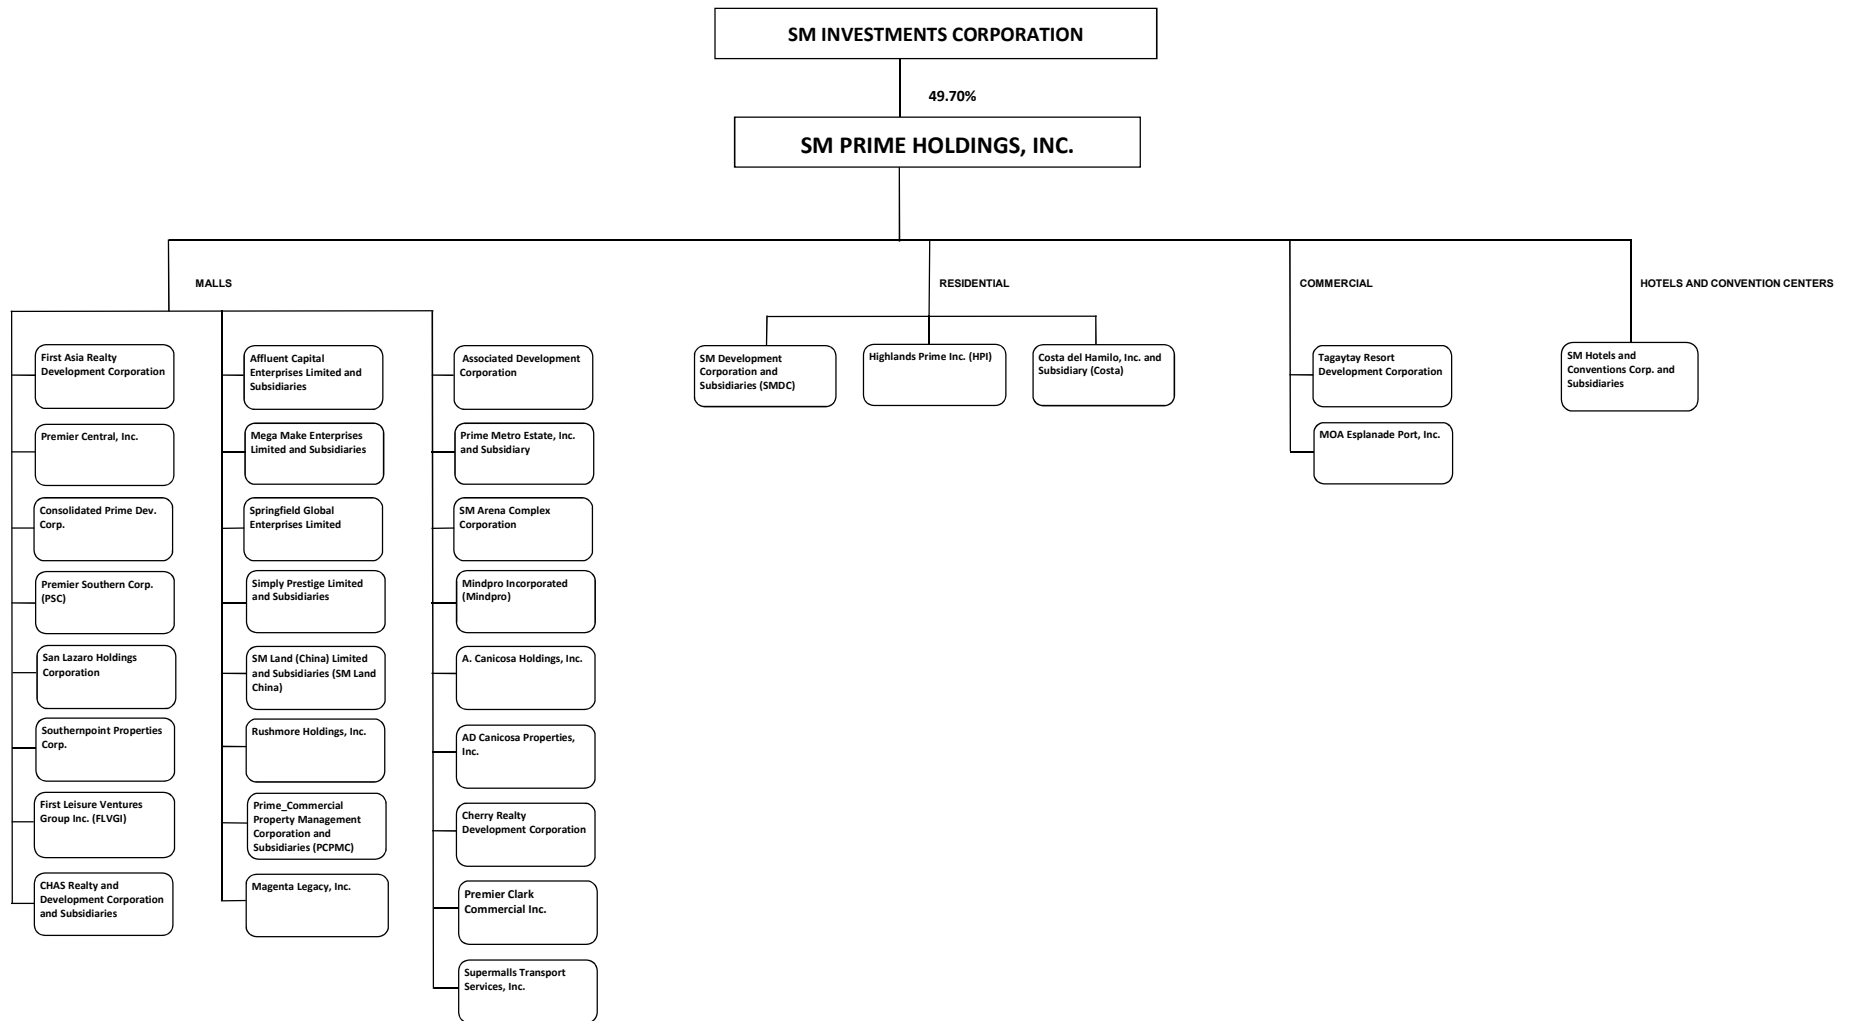 SM INVESTMENTS CORPORATION
49.70%
SM PRIME HOLDINGS, INC.
MALLS
RESIDENTIAL
COMMERCIAL
HOTELS AND CONVENTION CENTERS
First Asia Realty
Development Corporation
Premier Central, Inc.
Consolidated Prime Dev.
Corp.
Premier Southern Corp.
(PSC)
San Lazaro Holdings
Corporation
Southernpoint Properties
Corp.
First Leisure Ventures
Group Inc. (FLVGI)
CHAS Realty and
Development Corporation
and Subsidiaries
Affluent Capital
Enterprises Limited and
Subsidiaries
Mega Make Enterprises
Limited and Subsidiaries
Springfield Global
Enterprises Limited
Simply Prestige Limited
and Subsidiaries
SM Land (China) Limited
and Subsidiaries (SM Land
China)
Rushmore Holdings, Inc.
Prime_Commercial
Property Management
Corporation and
Subsidiaries (PCPMC)
Magenta Legacy, Inc.
Associated Development
Corporation
Prime Metro Estate, Inc.
and Subsidiary
SM Arena Complex
Corporation
Mindpro Incorporated
(Mindpro)
A. Canicosa Holdings, Inc.
AD Canicosa Properties,
Inc.
Cherry Realty
Development Corporation
Premier Clark
Commercial Inc.
Supermalls Transport
Services, Inc.
SM Development
Corporation and
Subsidiaries (SMDC)
Highlands Prime Inc. (HPI)
Costa del Hamilo, Inc. and
Subsidiary (Costa)
Tagaytay Resort
Development Corporation
MOA Esplanade Port, Inc.
SM Hotels and
Conventions Corp. and
Subsidiaries